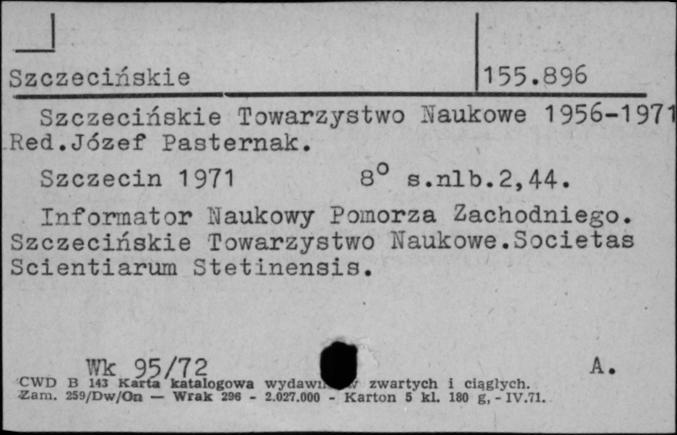 Szczecińskie 155.896
Szczecińskie Towarzystwo Naukowe 1956-1971
Red.Józef Pasternak.
Szczecin 1971 8° s.nlb.2,44.
Informator Naukowy Pomorza Zachodniego.
Szczecińskie Towarzystwo Naukowe.Societas
Scientiarum Stetinensis.
Wk 95/72 A.
CWD B 143 Karta katalogowa zwartych i ciągłych.
Zam. 259/Dw/On — Wrak 296 - 2.027.000 - Karton 5 kl. 180 g, - IV.71.